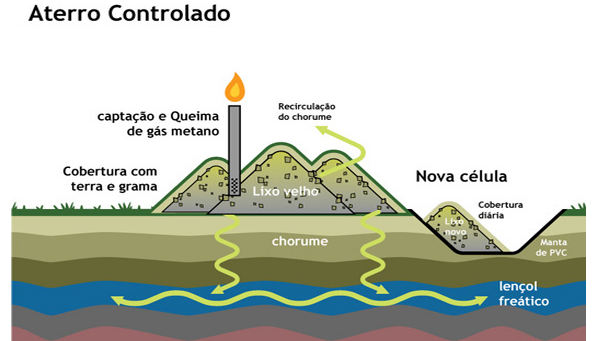 Aterro Controlado
captação e Queima
de gás metano
Recirculação
do chorume
Cobertura com
terra e grama
Lixo velho
Nova célula
Cobertura
diária
Lixo
novo
Manta
de PVC
chorume
lençol
freático